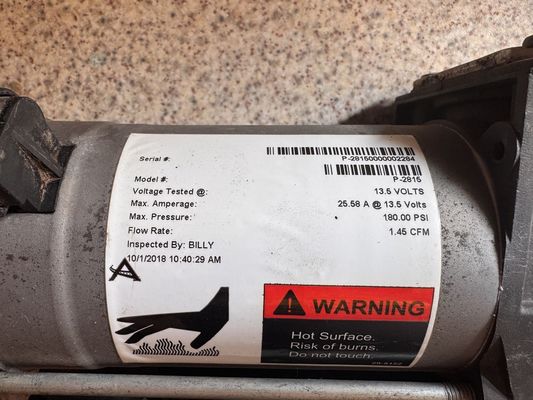 Serial #:
P-28150000002284
Model #: P-2815
Voltage Tested @: 13.5 VOLTS
Max. Amperage: 25.58 A @ 13.5 Volts
Max. Pressure: 180.00 PSI
Flow Rate: 1.45 CFM
Inspected By: BILLY
10/1/2018 10:40:29 AM
WARNING
Hot Surface.
Risk of burns.
Do not touch.